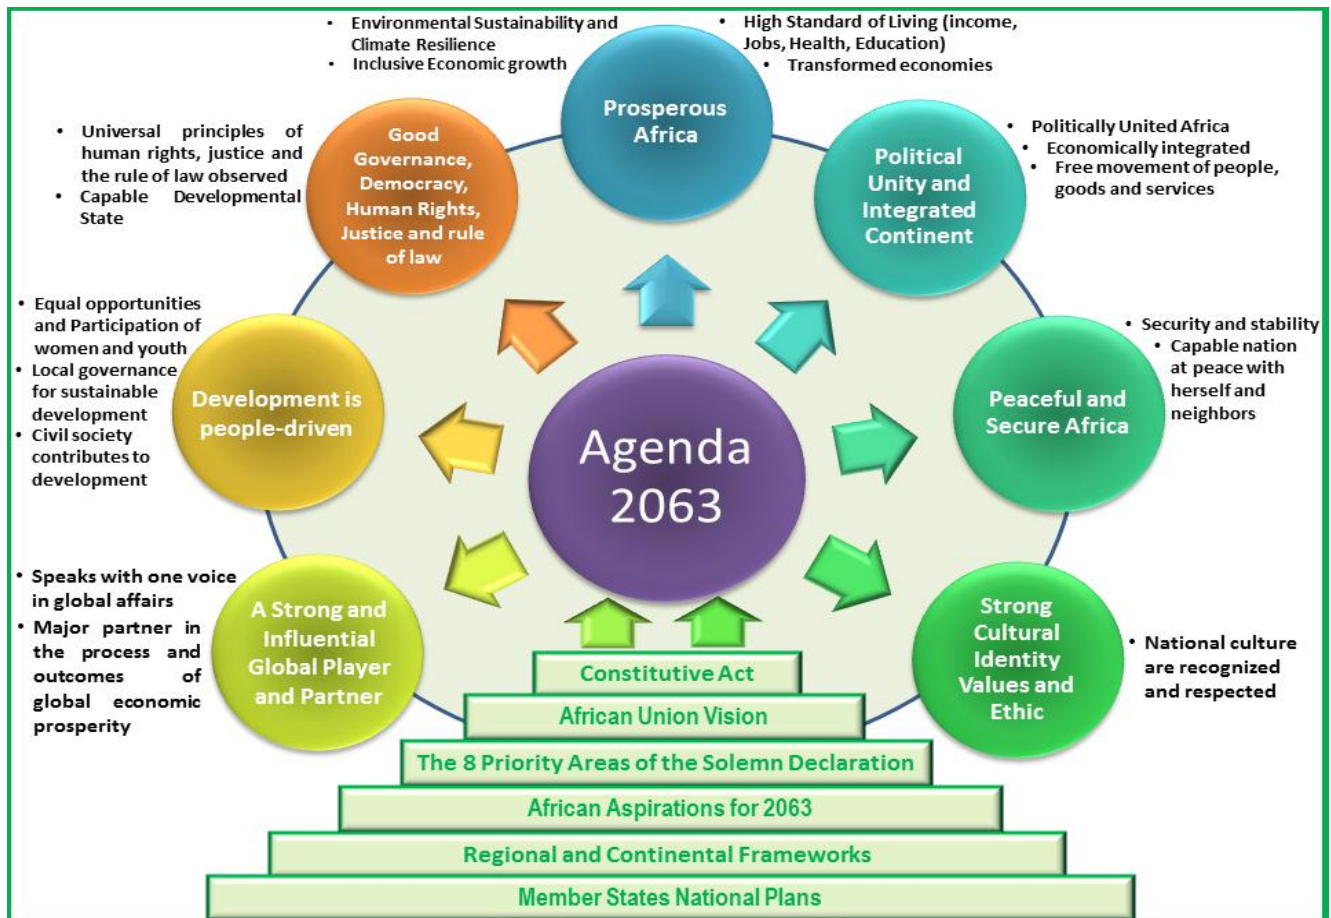 • Environmental Sustainability and
Climate Resilience
• Inclusive Economic growth
• High Standard of Living (income,
Jobs, Health, Education)
• Transformed economies
Prosperous
Africa
• Universal principles of
human rights, justice and
the rule of law observed
• Capable Developmental
State
Good
Governance,
Democracy,
Human Rights,
Justice and rule
of law
Political
Unity and
Integrated
Continent
• Politically United Africa
• Economically integrated
• Free movement of people,
goods and services
• Equal opportunities
and Participation of
women and youth
• Local governance
for sustainable
development
• Civil society
contributes to
development
Development is
people-driven
Agenda
2063
Peaceful and
Secure Africa
• Security and stability
• Capable nation
at peace with
herself and
neighbors
• Speaks with one voice
in global affairs
• Major partner in
the process and
outcomes of
global economic
prosperity
A Strong and
Influential
Global Player
and Partner
Strong
Cultural
Identity
Values and
Ethic
• National culture
are recognized
and respected
Constitutive Act
African Union Vision
The 8 Priority Areas of the Solemn Declaration
African Aspirations for 2063
Regional and Continental Frameworks
Member States National Plans